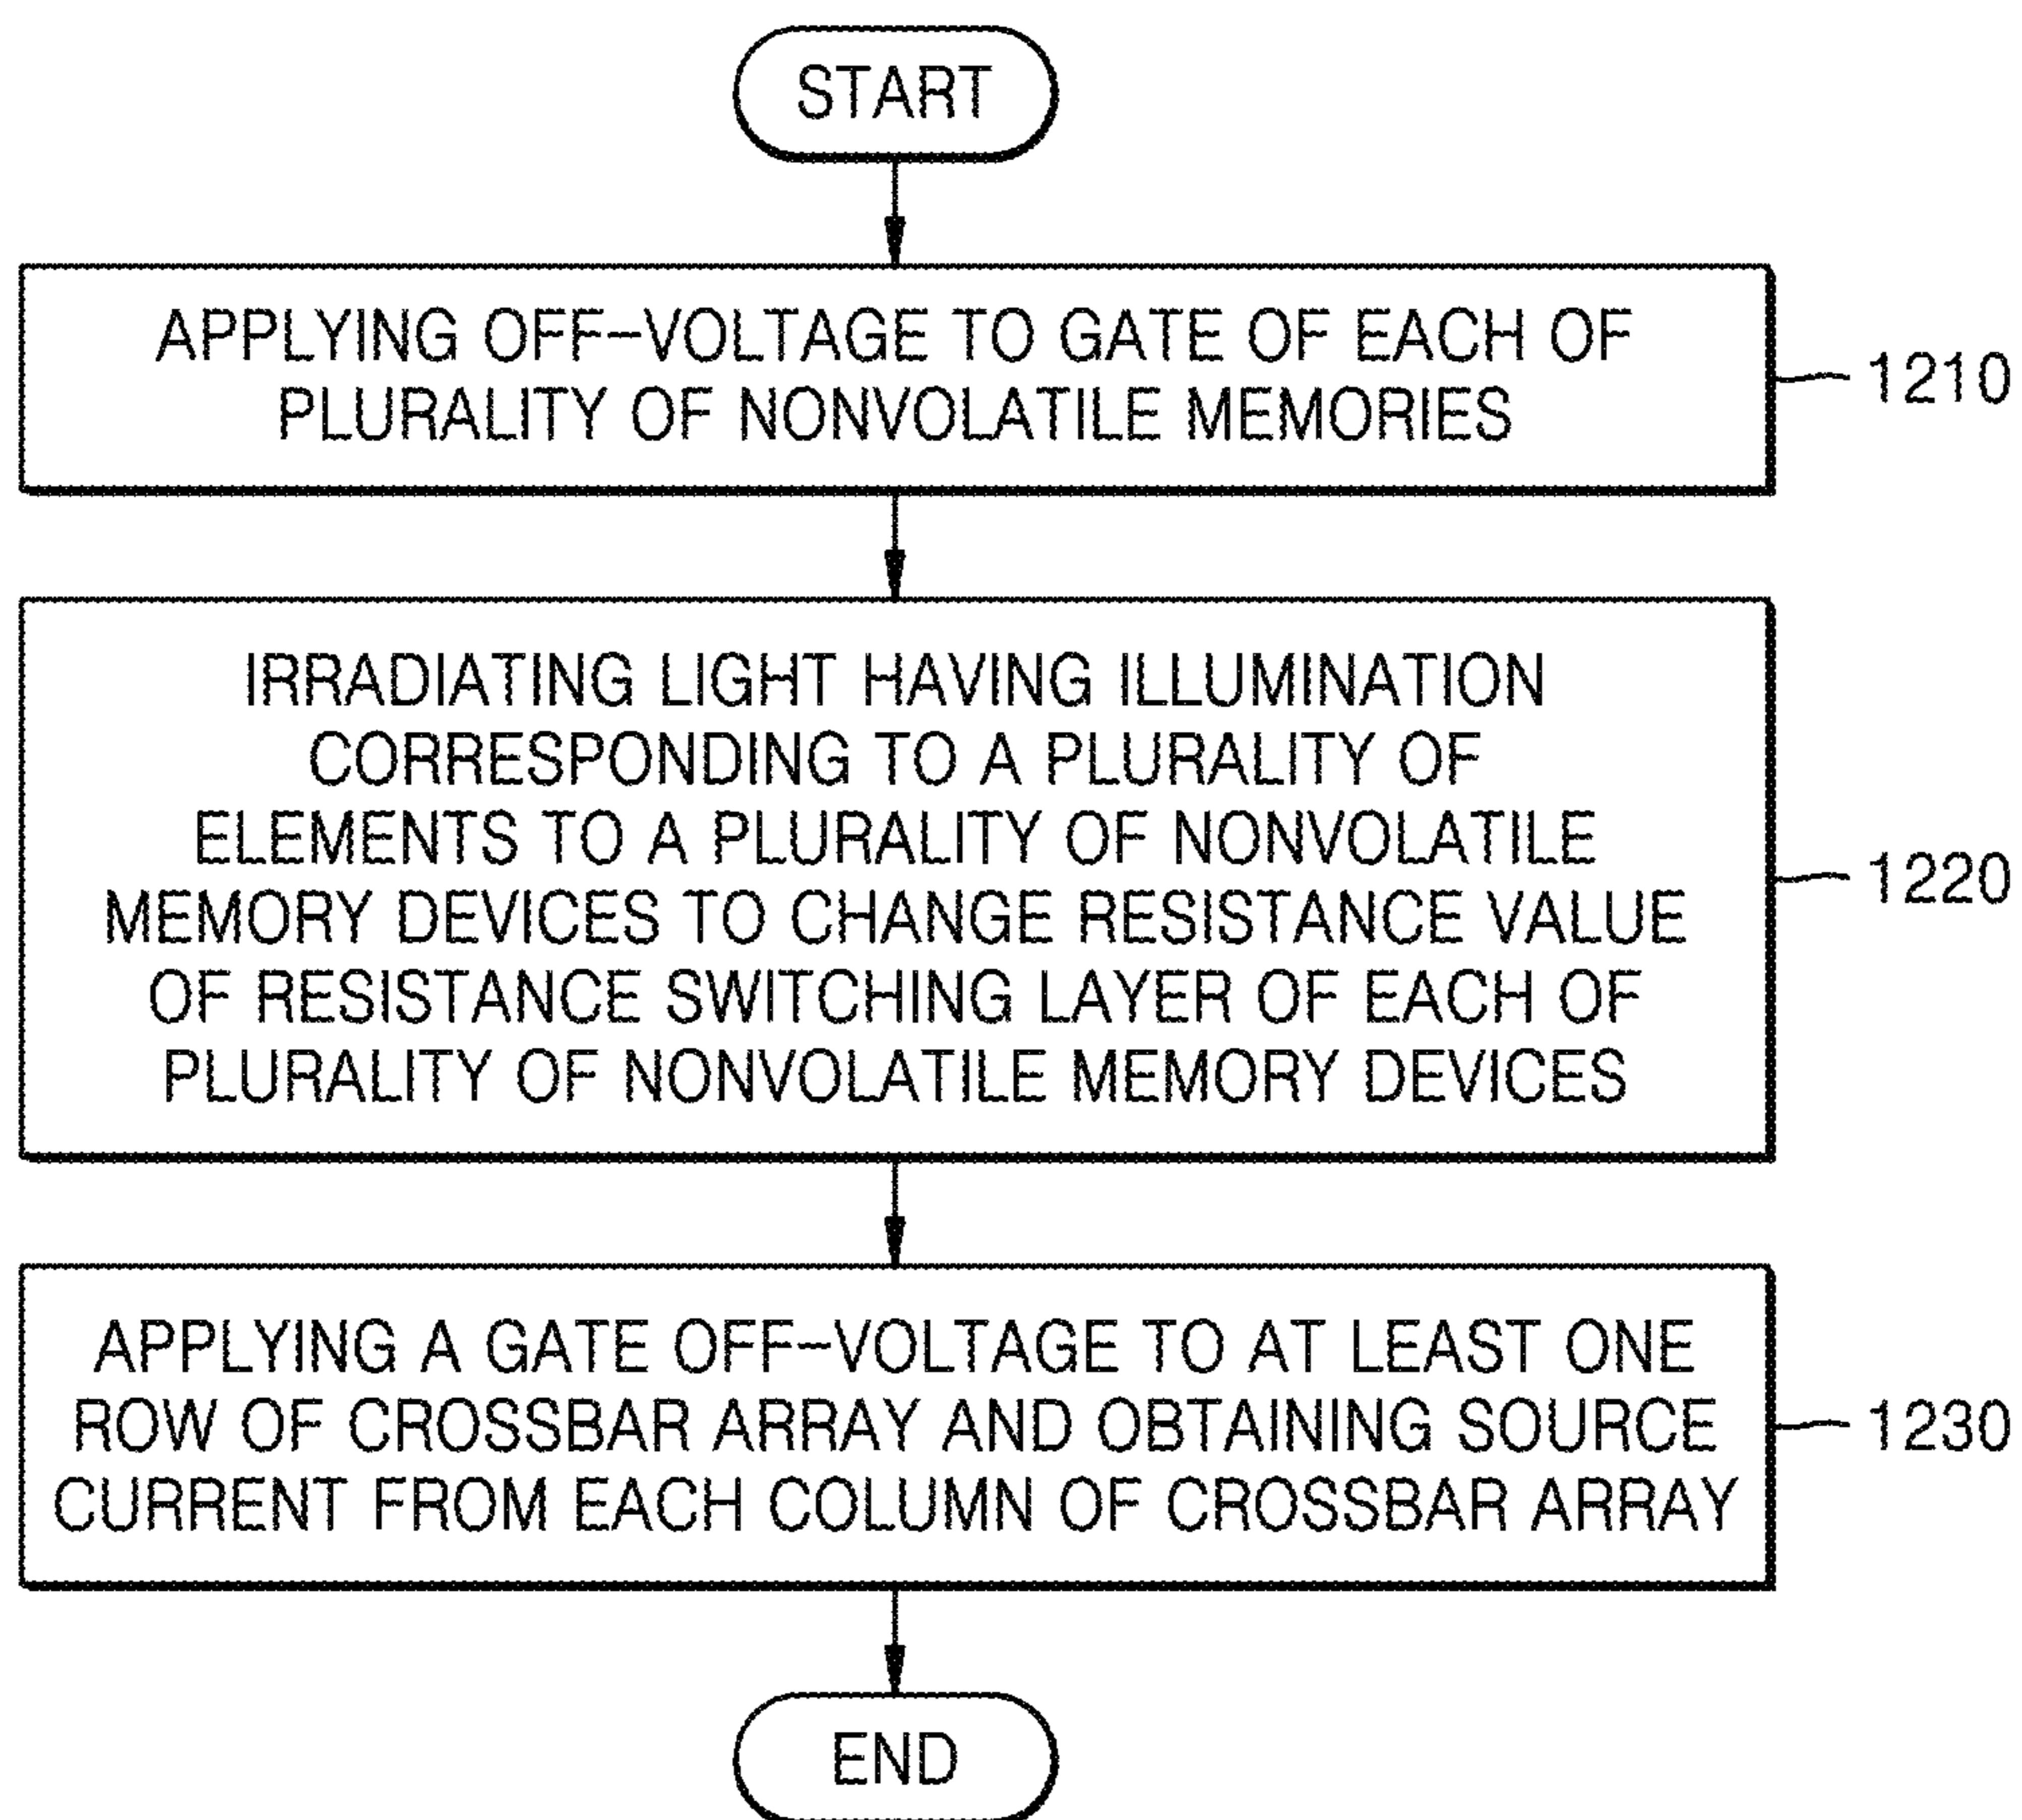 START
APPLYING OFF-VOLTAGE TO GATE OF EACH OF
PLURALITY OF NONVOLATILE MEMORIES
1210
IRRADIATING LIGHT HAVING ILLUMINATION
CORRESPONDING TO A PLURALITY OF
ELEMENTS TO A PLURALITY OF NONVOLATILE
MEMORY DEVICES TO CHANGE RESISTANCE VALUE
OF RESISTANCE SWITCHING LAYER OF EACH OF
PLURALITY OF NONVOLATILE MEMORY DEVICES
1220
APPLYING A GATE OFF-VOLTAGE TO AT LEAST ONE
ROW OF CROSSBAR ARRAY AND OBTAINING SOURCE
CURRENT FROM EACH COLUMN OF CROSSBAR ARRAY
1230
END